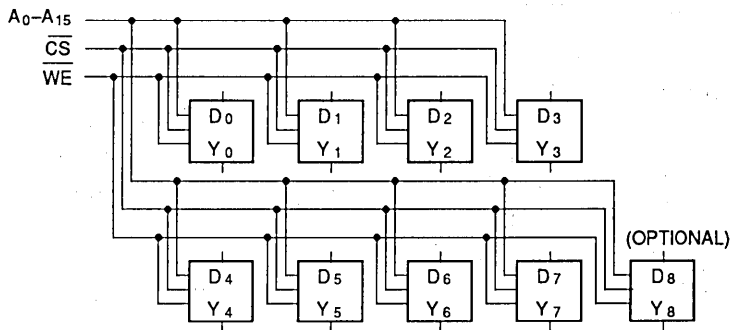 A0–A15
CS
WE
D0 D1 D2 D3
Y0 Y1 Y2 Y3
(OPTIONAL)
D4 D5 D6 D7 D8
Y4 Y5 Y6 Y7 Y8